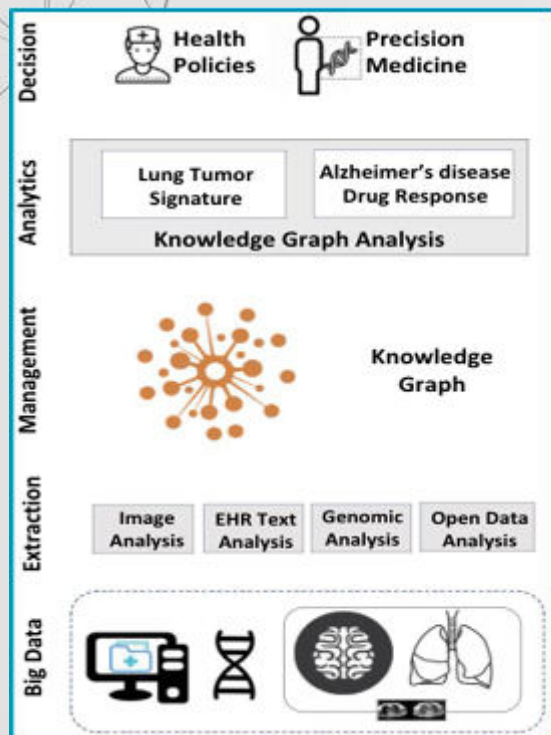 Decision
Health
Policies
Precision
Medicine
Analytics
Lung Tumor
Signature
Alzheimer's disease
Drug Response
Knowledge Graph Analysis
Management
Knowledge
Graph
Extraction
Image
Analysis
EHR Text
Analysis
Genomic
Analysis
Open Data
Analysis
Big Data